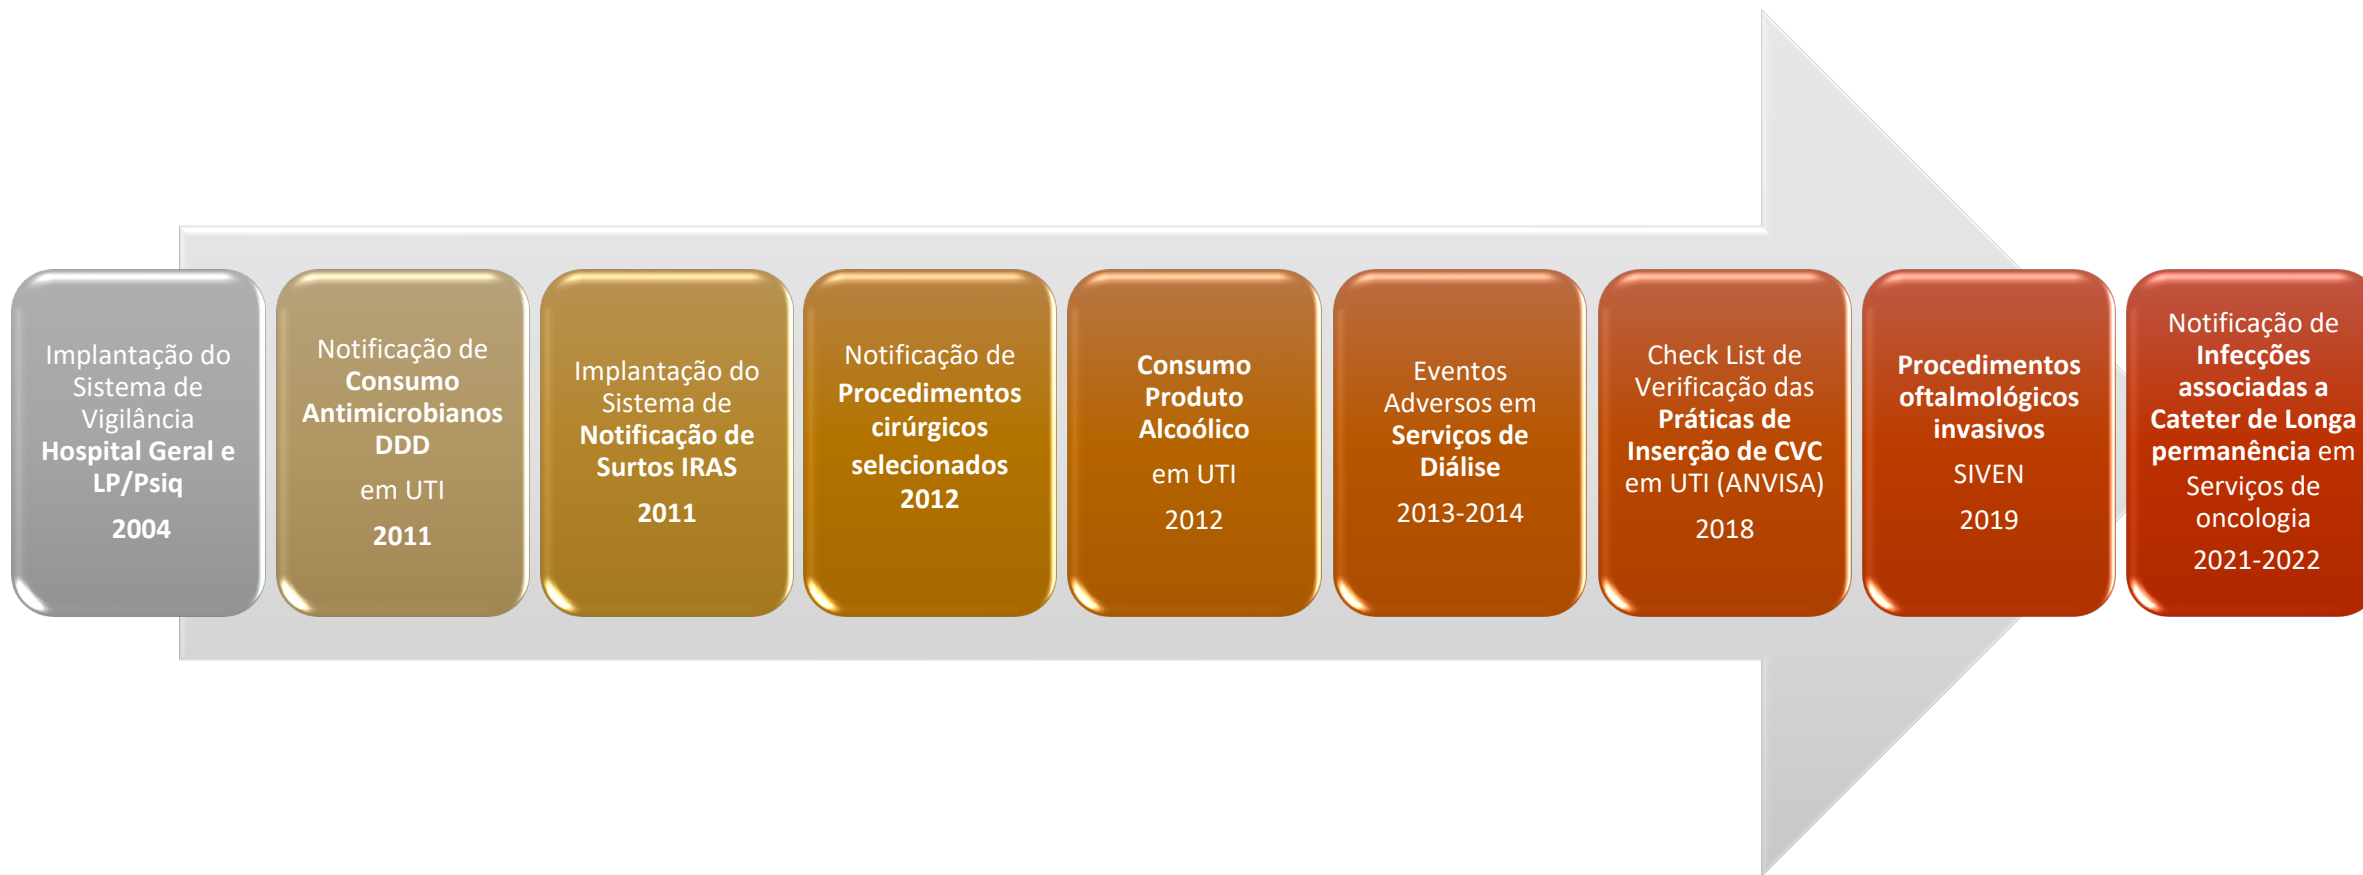 Implantação do
Sistema de
Vigilância
Hospital Geral e
LP/Psiq
2004
Notificação de
Consumo
Antimicrobianos
DDD
em UTI
2011
Implantação do
Sistema de
Notificação de
Surtos IRAS
2011
Notificação de
Procedimentos
cirúrgicos
selecionados
2012
Consumo
Produto
Alcoólico
em UTI
2012
Eventos
Adversos em
Serviços de
Diálise
2013-2014
Check List de
Verificação das
Práticas de
Inserção de CVC
em UTI (ANVISA)
2018
Procedimentos
oftalmológicos
invasivos
SIVEN
2019
Notificação de
Infecções
associadas a
Cateter de Longa
permanência em
Serviços de
oncologia
2021-2022